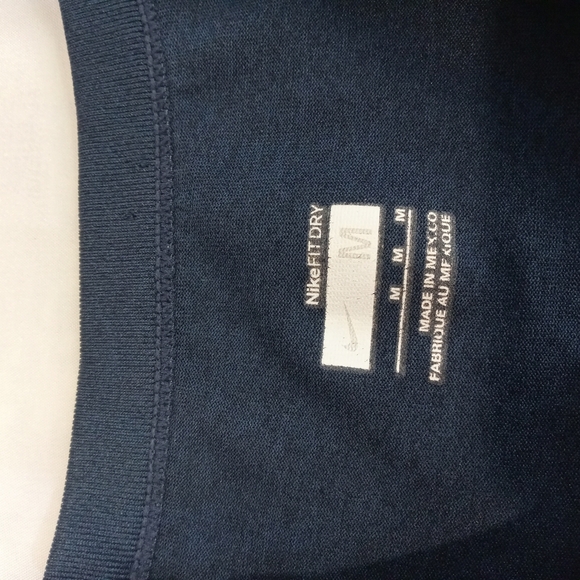 NikeFIT DRY
M
M M M
MADE IN MEXICO
FABRIQUE AU MEXIQUE